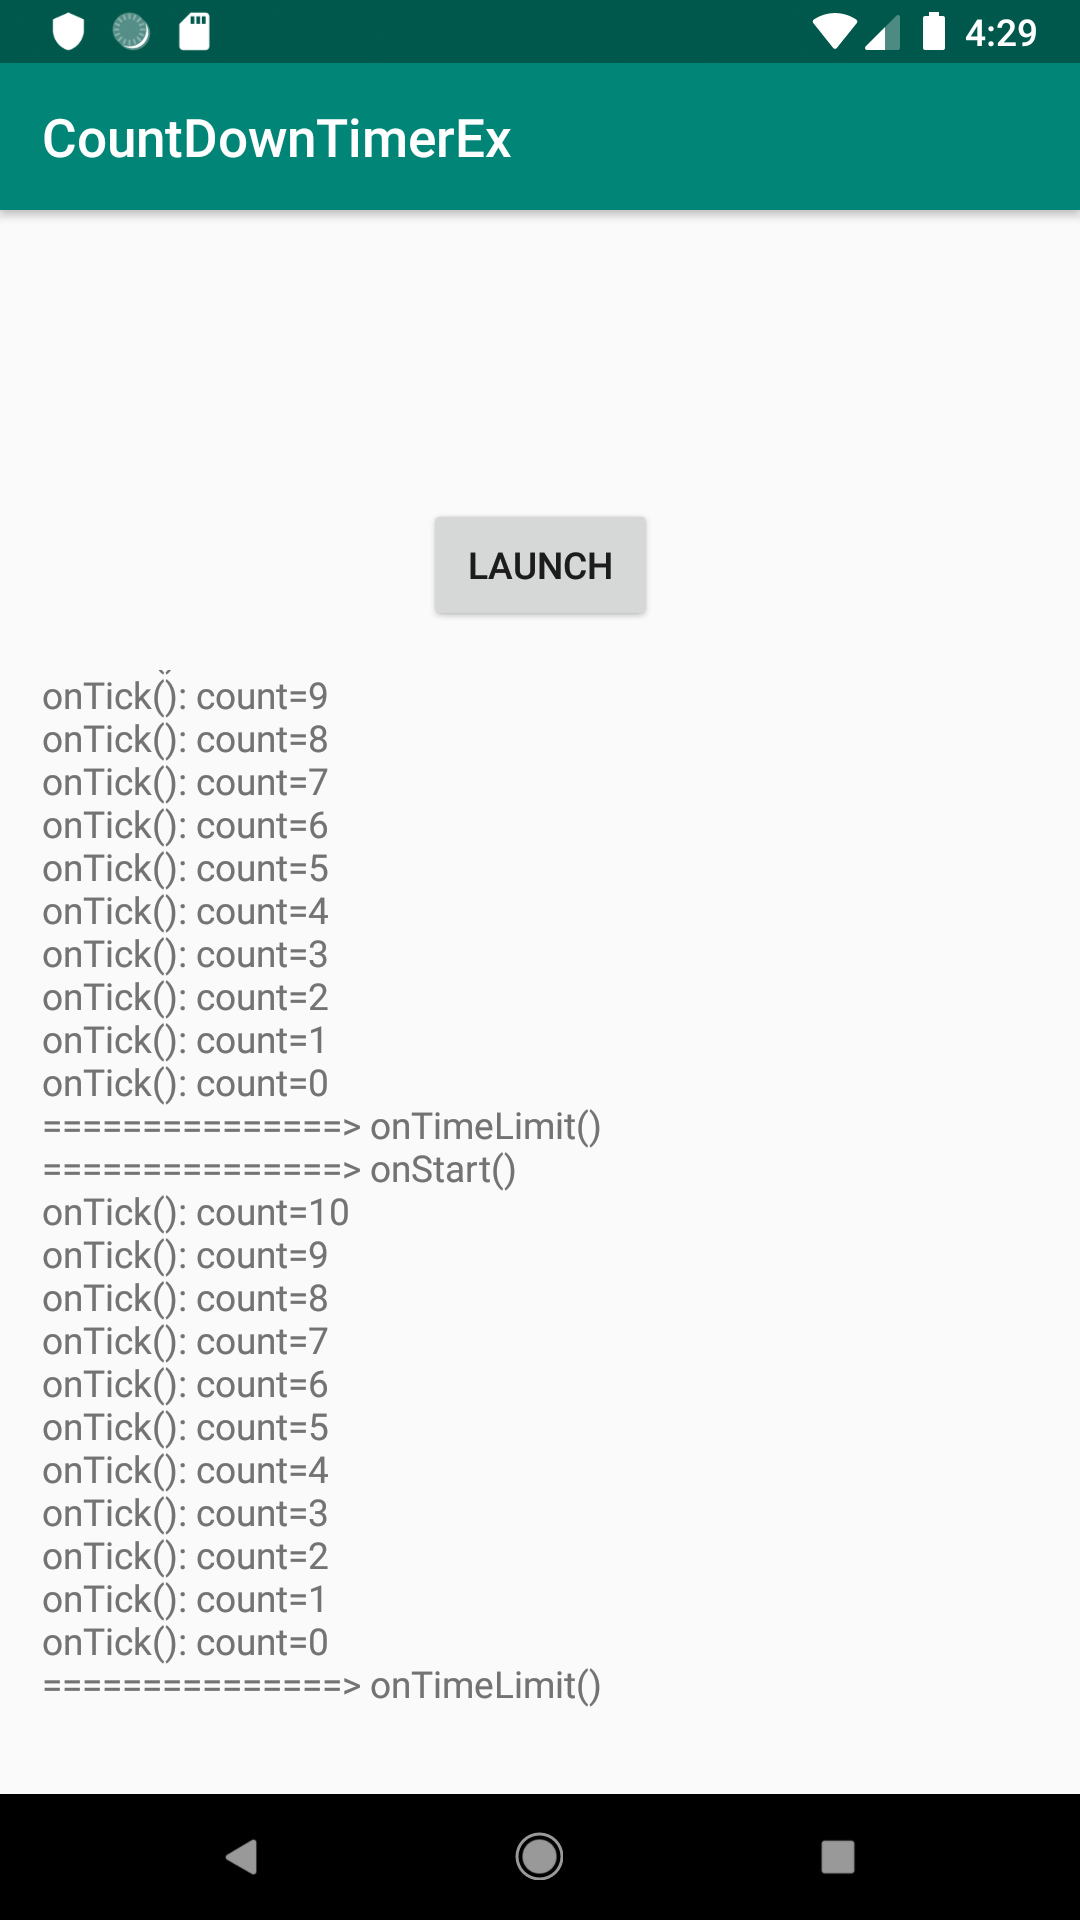 4:29
CountDownTimerEx
LAUNCH
onTick(): count=9
onTick(): count=8
onTick(): count=7
onTick(): count=6
onTick(): count=5
onTick(): count=4
onTick(): count=3
onTick(): count=2
onTick(): count=1
onTick(): count=0
===============> onTimeLimit()
===============> onStart()
onTick(): count=10
onTick(): count=9
onTick(): count=8
onTick(): count=7
onTick(): count=6
onTick(): count=5
onTick(): count=4
onTick(): count=3
onTick(): count=2
onTick(): count=1
onTick(): count=0
===============> onTimeLimit()